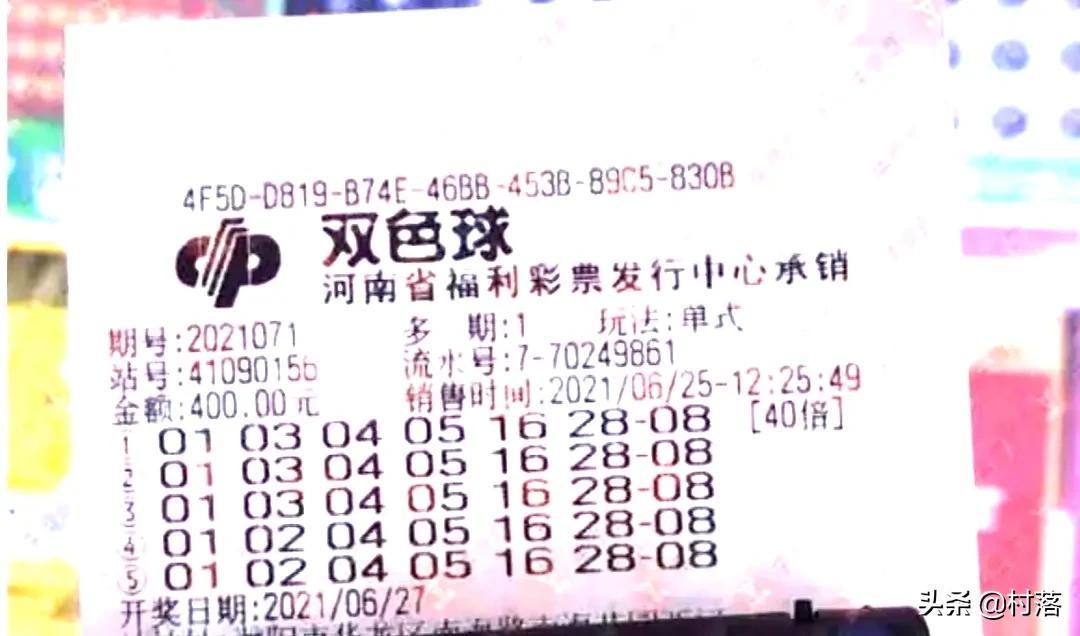 4F5D-D819-B74E-46BB-453B-89C5-830B
双色球
河南省福利彩票发行中心承销
期号:2021071 多 期:1 玩法:单式
站号:41090156 流水号:7-70249861
金额:400.00元 销售时间:2021/06/25-12:25:49
1 01 03 04 05 16 28-08 [40倍]
2 01 03 04 05 16 28-08
3 01 03 04 05 16 28-08
④ 01 02 04 05 16 28-08
⑤ 01 02 04 05 16 28-08
开奖日期:2021/06/27
头条 @村落